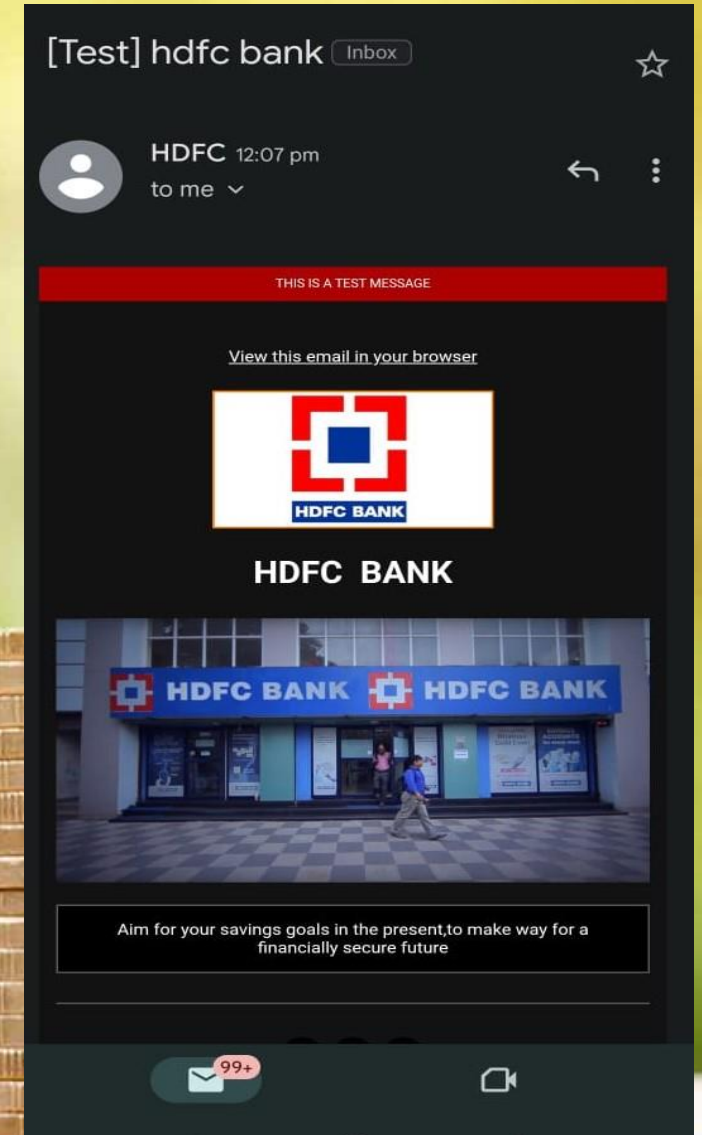 [Test] hdfc bank Inbox
HDFC 12:07 pm
to me
THIS IS A TEST MESSAGE
View this email in your browser
HDFC BANK
HDFC BANK
HDFC BANK HDFC BANK
Aim for your savings goals in the present,to make way for a
financially secure future
99+